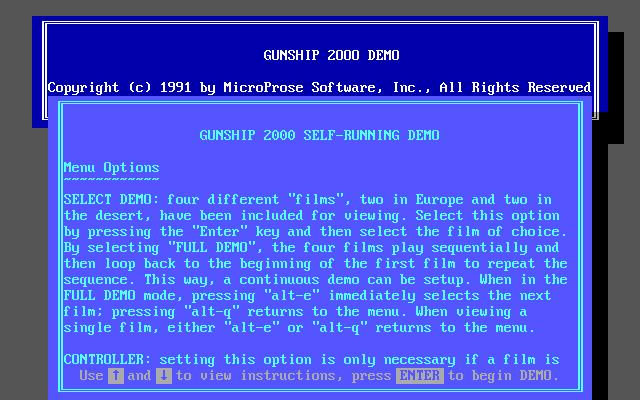 GUNSHIP 2000 DEMO
Copyright (c) 1991 by MicroProse Software, Inc., All Rights Reserved
GUNSHIP 2000 SELF-RUNNING DEMO
Menu Options
~~~~~~~~~~~~
SELECT DEMO: four different "films", two in Europe and two in
the desert, have been included for viewing. Select this option
by pressing the "Enter" key and then select the film of choice.
By selecting "FULL DEMO", the four films play sequentially and
then loop back to the beginning of the first film to repeat the
sequence. This way, a continuous demo can be setup. When in the
FULL DEMO mode, pressing "alt-e" immediately selects the next
film; pressing "alt-q" returns to the menu. When viewing a
single film, either "alt-e" or "alt-q" returns to the menu.
CONTROLLER: setting this option is only necessary if a film is
Use ↑ and ↓ to view instructions, press ENTER to begin DEMO.